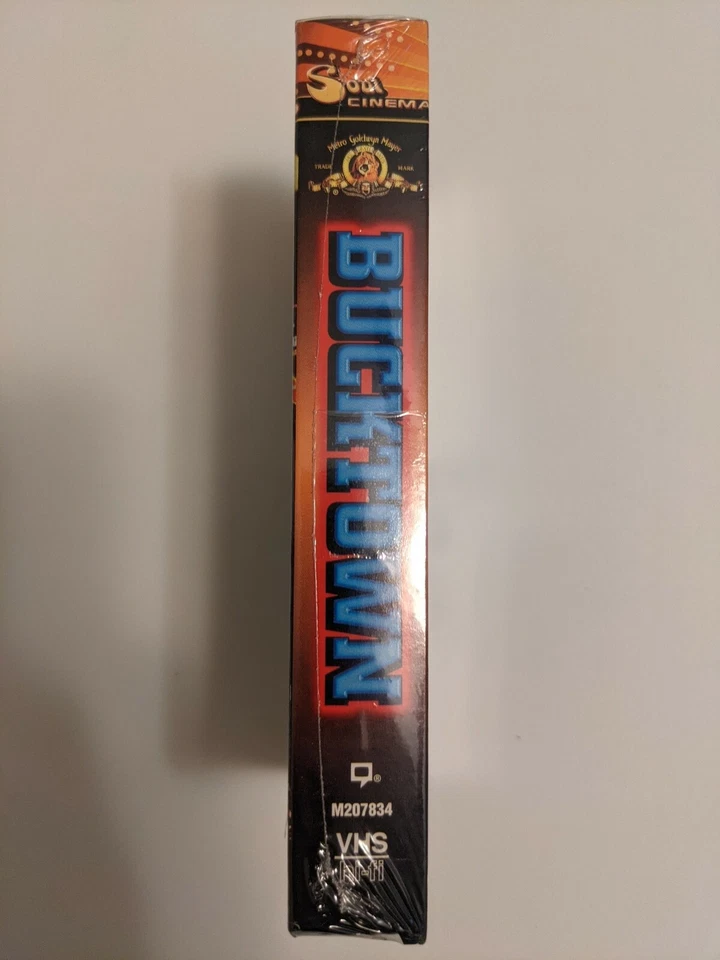 Soul
CINEMA
Metro Goldwyn Mayer
TRADE MARK
BUCKTOWN
®
M207834
VHS
hi-fi